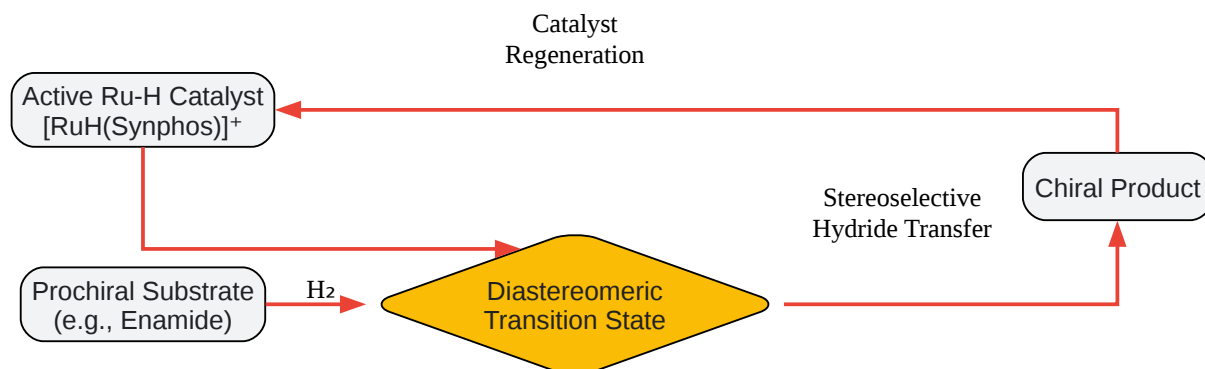 Catalyst
Regeneration
Active Ru-H Catalyst
[RuH(Synphos)]⁺
Chiral Product
Stereoselective
Hydride Transfer
Prochiral Substrate
(e.g., Enamide)
H₂
Diastereomeric
Transition State